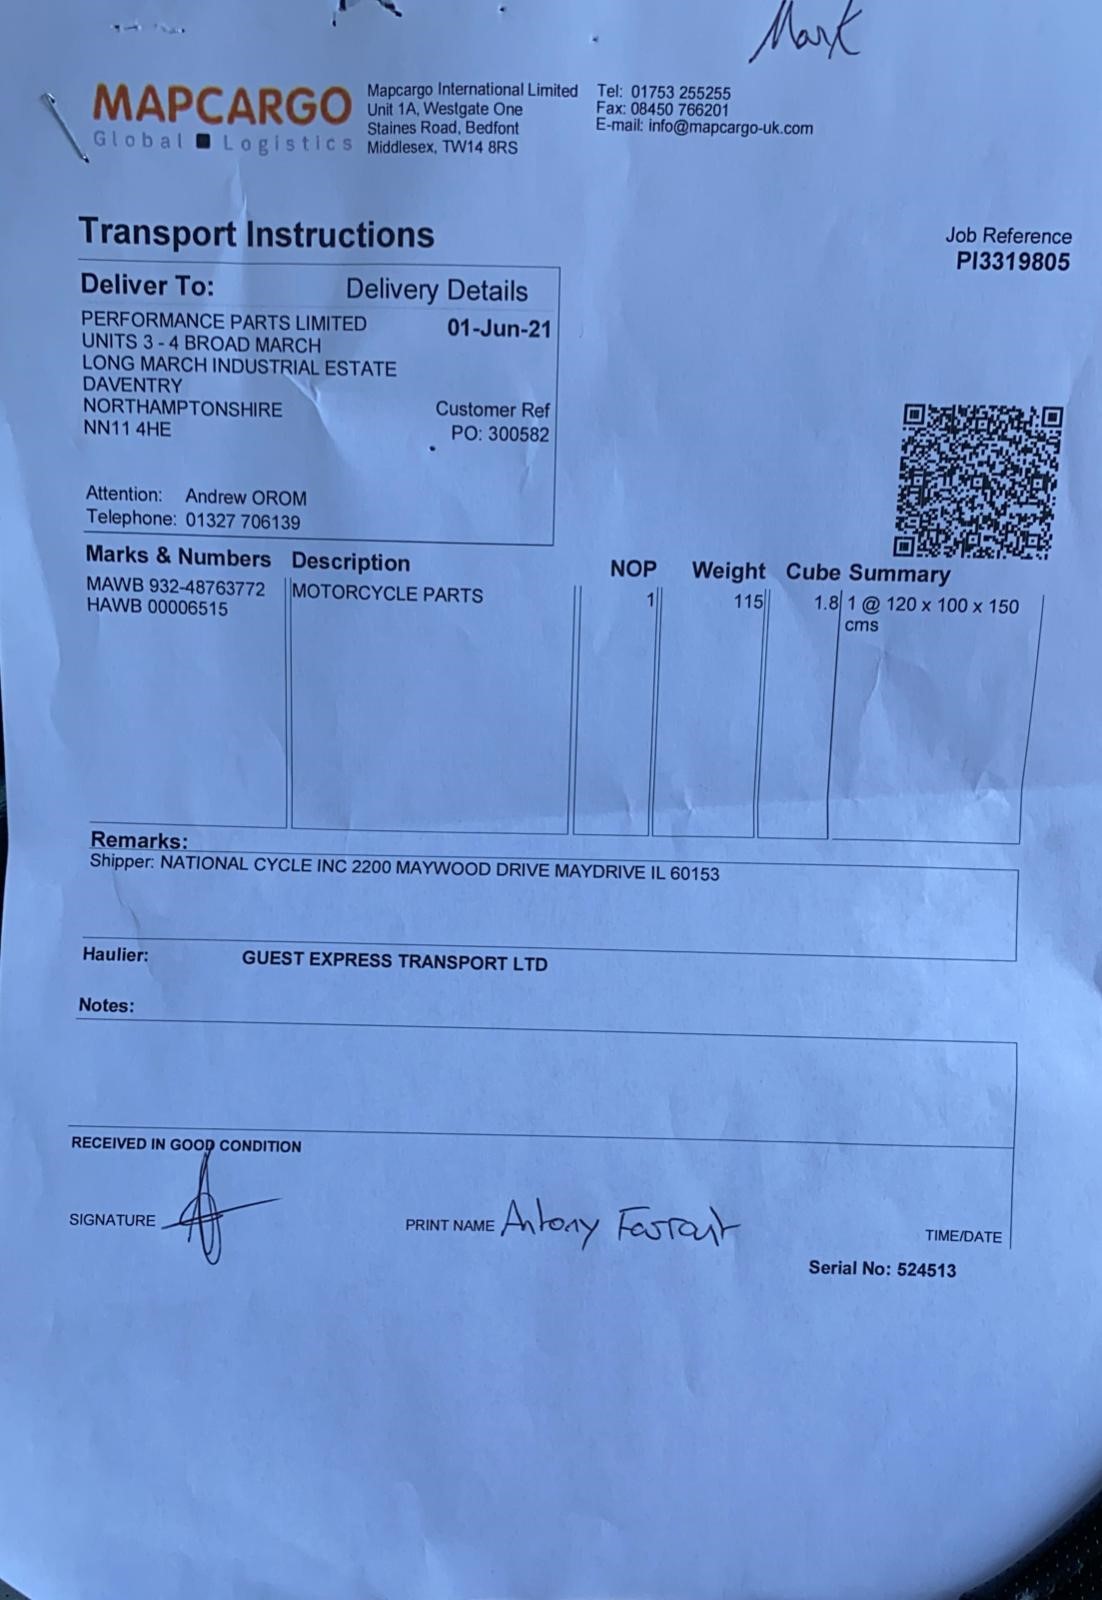 Mark
MAPCARGO
Global Logistics
Mapcargo International Limited
Unit 1A, Westgate One
Staines Road, Bedfont
Middlesex, TW14 8RS
Tel: 01753 255255
Fax: 08450 766201
E-mail: info@mapcargo-uk.com
Transport Instructions
Job Reference
PI3319805
Deliver To: Delivery Details
PERFORMANCE PARTS LIMITED 01-Jun-21
UNITS 3 - 4 BROAD MARCH
LONG MARCH INDUSTRIAL ESTATE
DAVENTRY
NORTHAMPTONSHIRE Customer Ref
NN11 4HE PO: 300582
Attention: Andrew OROM
Telephone: 01327 706139
Marks & Numbers Description NOP Weight Cube Summary
MAWB 932-48763772 MOTORCYCLE PARTS 1 115 1.8 1 @ 120 x 100 x 150
HAWB 00006515 cms
Remarks:
Shipper: NATIONAL CYCLE INC 2200 MAYWOOD DRIVE MAYDRIVE IL 60153
Haulier: GUEST EXPRESS TRANSPORT LTD
Notes:
RECEIVED IN GOOD CONDITION
SIGNATURE PRINT NAME Antony Farrant TIME/DATE
Serial No: 524513